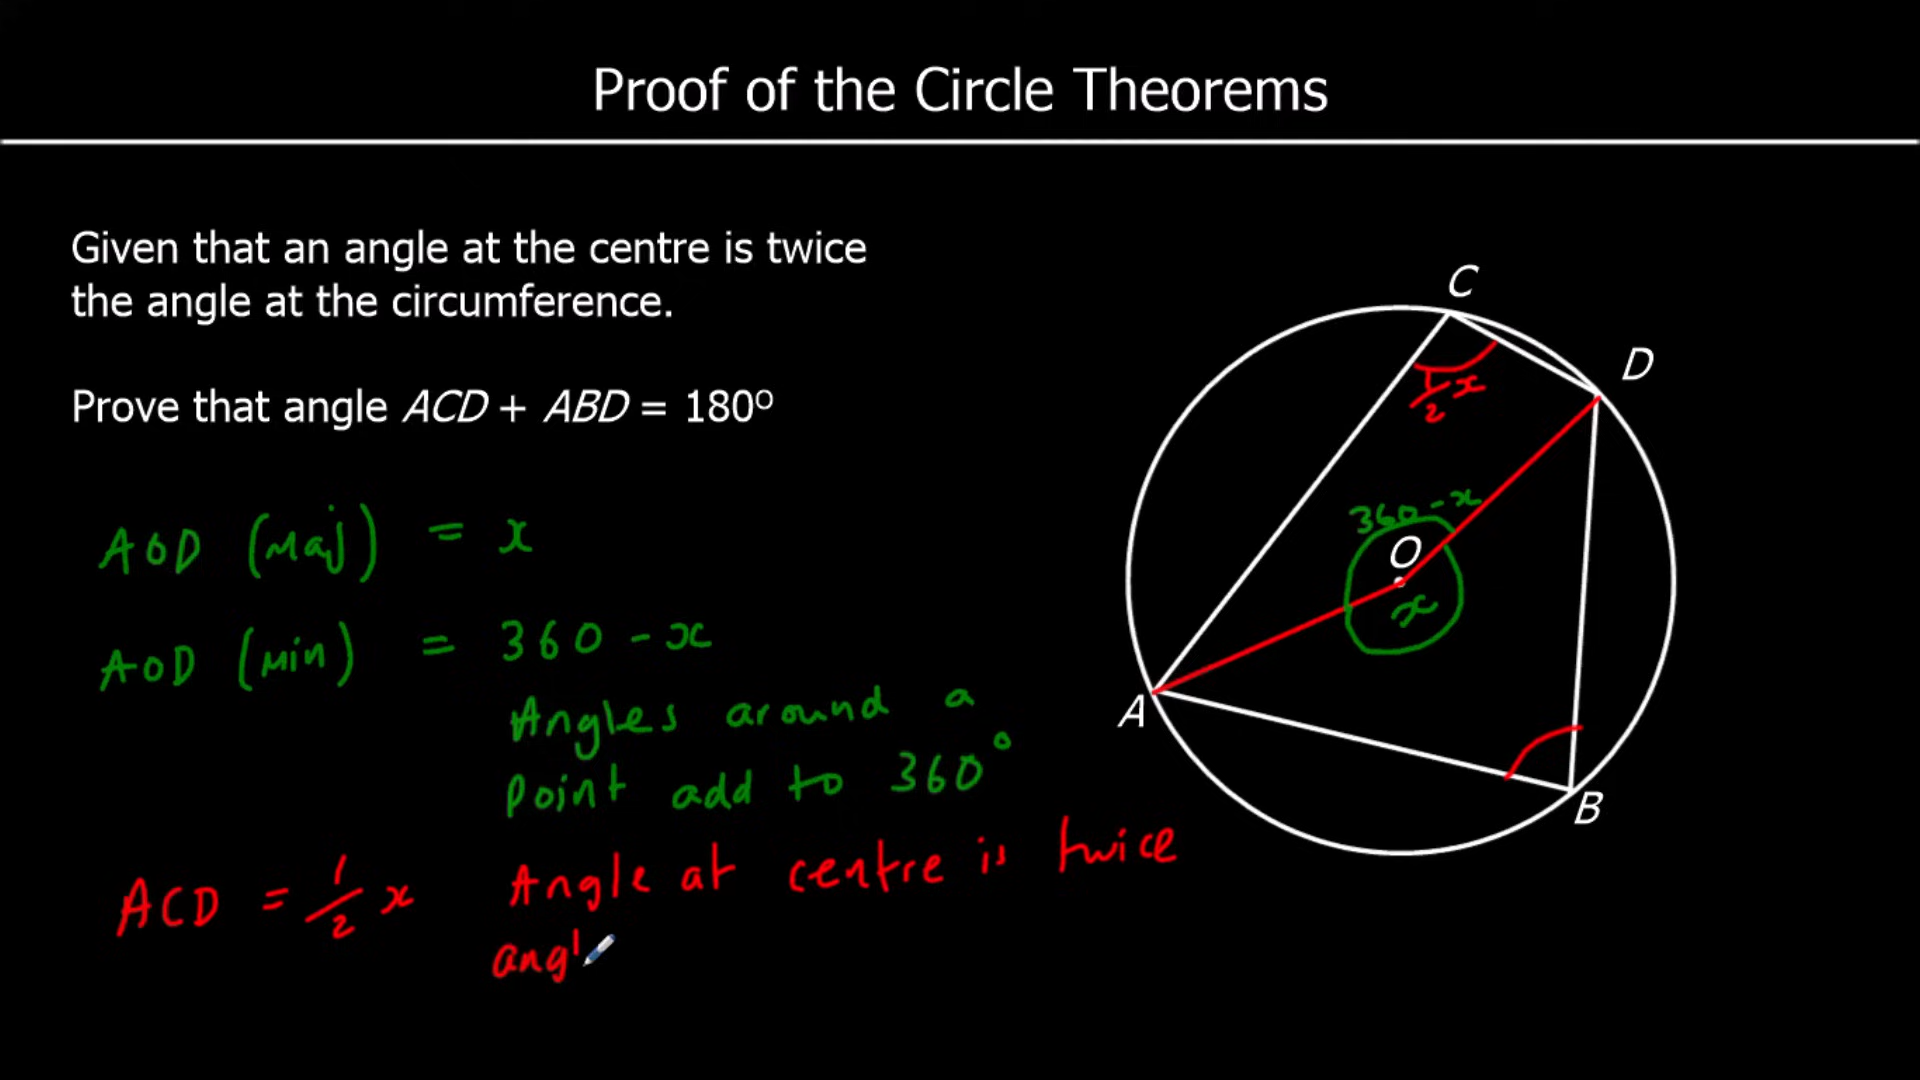 Proof of the Circle Theorems
Given that an angle at the centre is twice
the angle at the circumference.
Prove that angle ACD + ABD = 180º
AOD (Maj) = x
AOD (Min) = 360 - x
Angles around a
point add to 360°
ACD = 1/2 x Angle at centre is twice
angl
C
D
1/2 x
360 - x
O
x
A
B